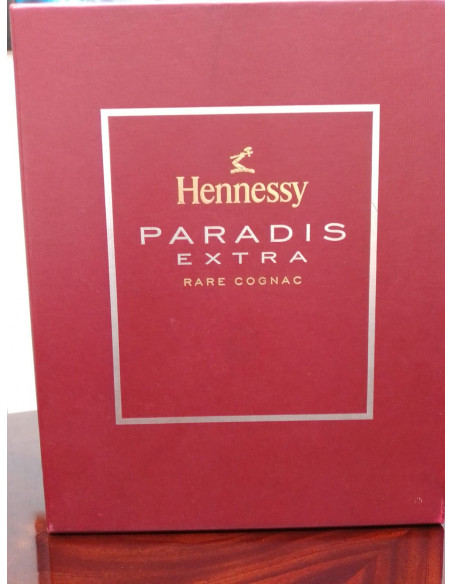 Hennessy
PARADIS
EXTRA
RARE COGNAC